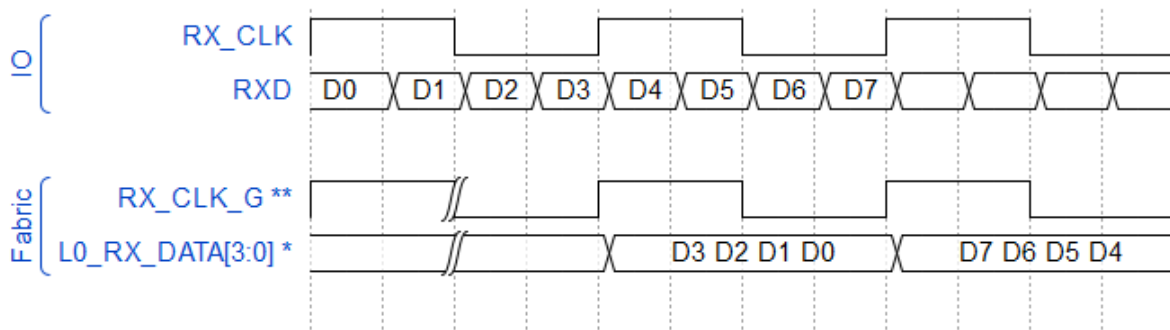 IO
RX_CLK
RXD D0 D1 D2 D3 D4 D5 D6 D7
Fabric
RX_CLK_G **
L0_RX_DATA[3:0] * D3 D2 D1 D0 D7 D6 D5 D4